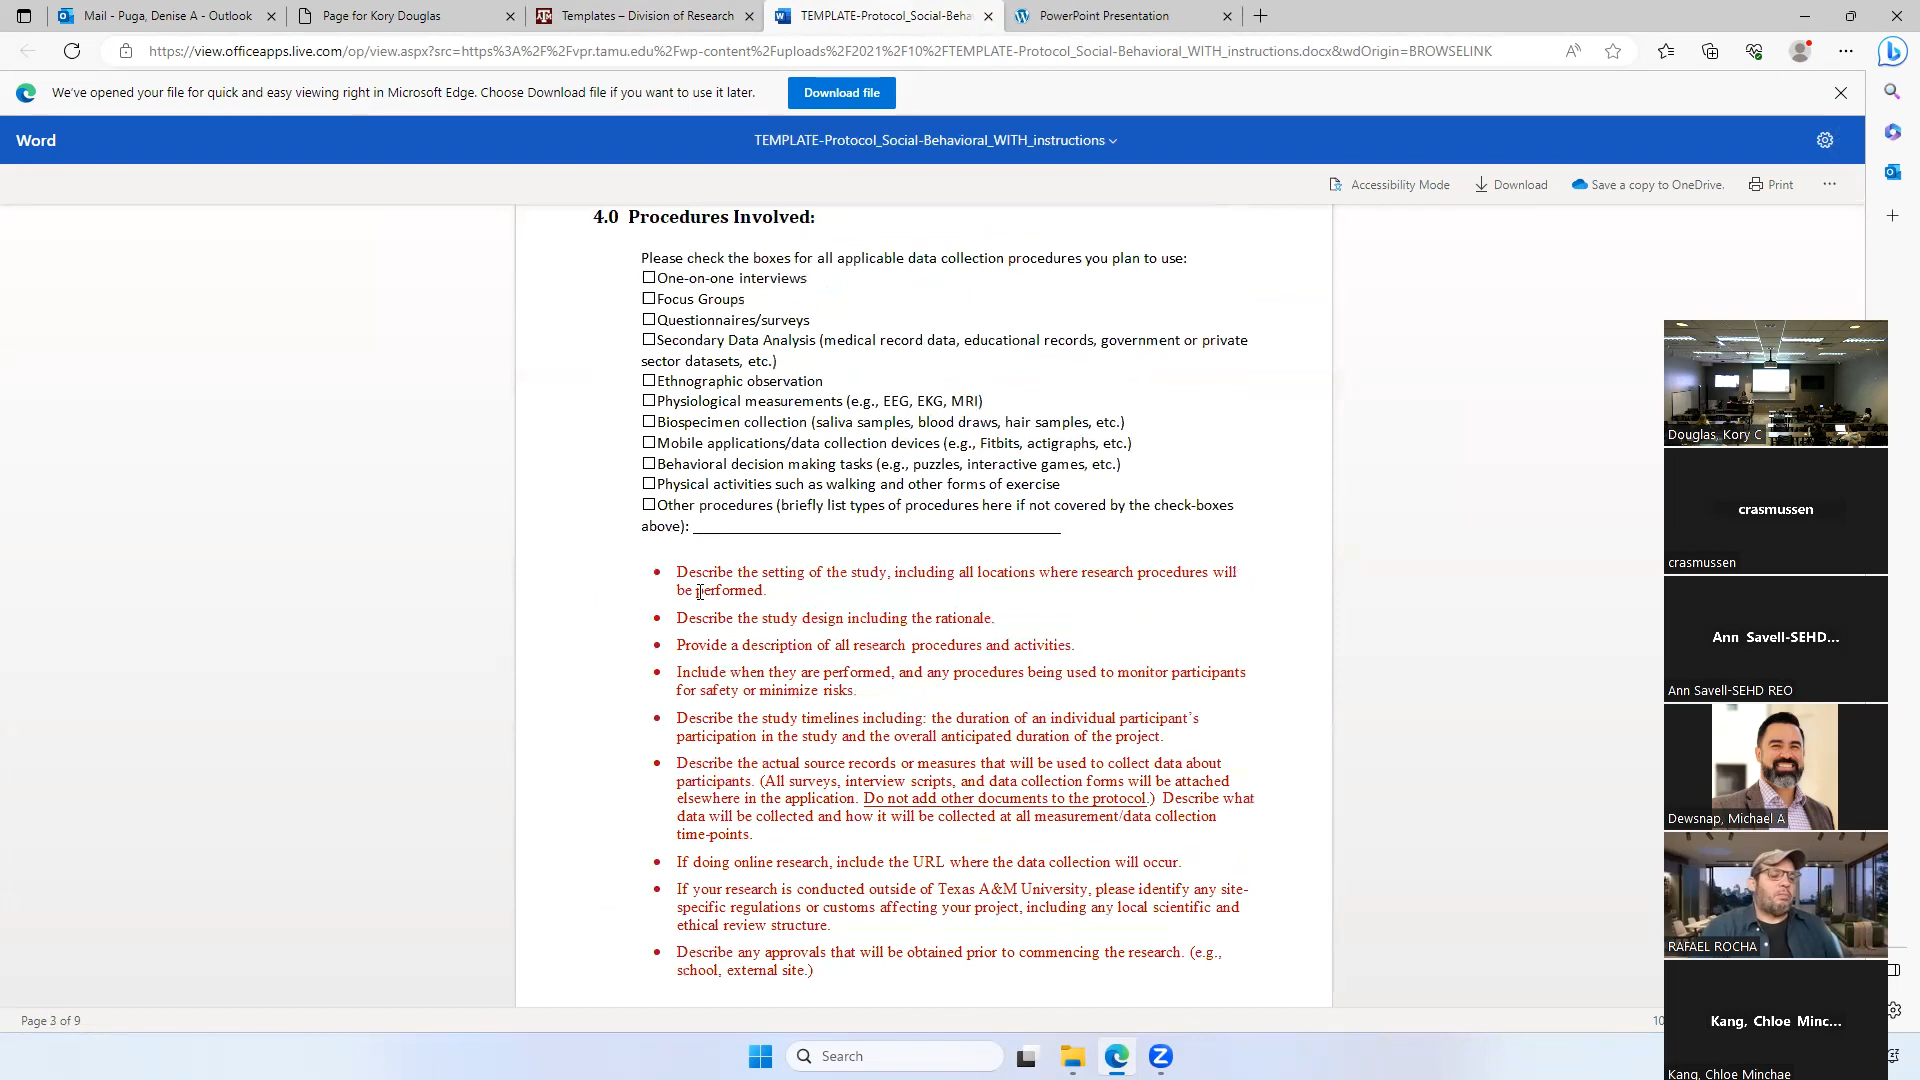 Mail - Puga, Denise A - Outlook
Page for Kory Douglas
Templates – Division of Research
TEMPLATE-Protocol_Social-Beha
PowerPoint Presentation
https://view.officeapps.live.com/op/view.aspx?src=https%3A%2F%2Fvpr.tamu.edu%2Fwp-content%2Fuploads%2F2021%2F10%2FTEMPLATE-Protocol_Social-Behavioral_WITH_instructions.docx&wdOrigin=BROWSELINK
We've opened your file for quick and easy viewing right in Microsoft Edge. Choose Download file if you want to use it later.
Download file
Word
TEMPLATE-Protocol_Social-Behavioral_WITH_instructions
Accessibility Mode
Download
Save a copy to OneDrive.
Print
4.0 Procedures Involved:
Please check the boxes for all applicable data collection procedures you plan to use:
☐One-on-one interviews
☐Focus Groups
☐Questionnaires/surveys
☐Secondary Data Analysis (medical record data, educational records, government or private
sector datasets, etc.)
☐Ethnographic observation
☐Physiological measurements (e.g., EEG, EKG, MRI)
☐Biospecimen collection (saliva samples, blood draws, hair samples, etc.)
☐Mobile applications/data collection devices (e.g., Fitbits, actigraphs, etc.)
☐Behavioral decision making tasks (e.g., puzzles, interactive games, etc.)
☐Physical activities such as walking and other forms of exercise
☐Other procedures (briefly list types of procedures here if not covered by the check-boxes
above): ____________________
• Describe the setting of the study, including all locations where research procedures will
be performed.
• Describe the study design including the rationale.
• Provide a description of all research procedures and activities.
• Include when they are performed, and any procedures being used to monitor participants
for safety or minimize risks.
• Describe the study timelines including: the duration of an individual participant's
participation in the study and the overall anticipated duration of the project.
• Describe the actual source records or measures that will be used to collect data about
participants. (All surveys, interview scripts, and data collection forms will be attached
elsewhere in the application. Do not add other documents to the protocol.) Describe what
data will be collected and how it will be collected at all measurement/data collection
time-points.
• If doing online research, include the URL where the data collection will occur.
• If your research is conducted outside of Texas A&M University, please identify any site-
specific regulations or customs affecting your project, including any local scientific and
ethical review structure.
• Describe any approvals that will be obtained prior to commencing the research. (e.g.,
school, external site.)
Douglas, Kory C
crasmussen
crasmussen
Ann Savell-SEHD...
Ann Savell-SEHD REO
Dewsnap, Michael A
RAFAEL ROCHA
Kang, Chloe Minc...
Kang, Chloe Minchae
Page 3 of 9
10
Search